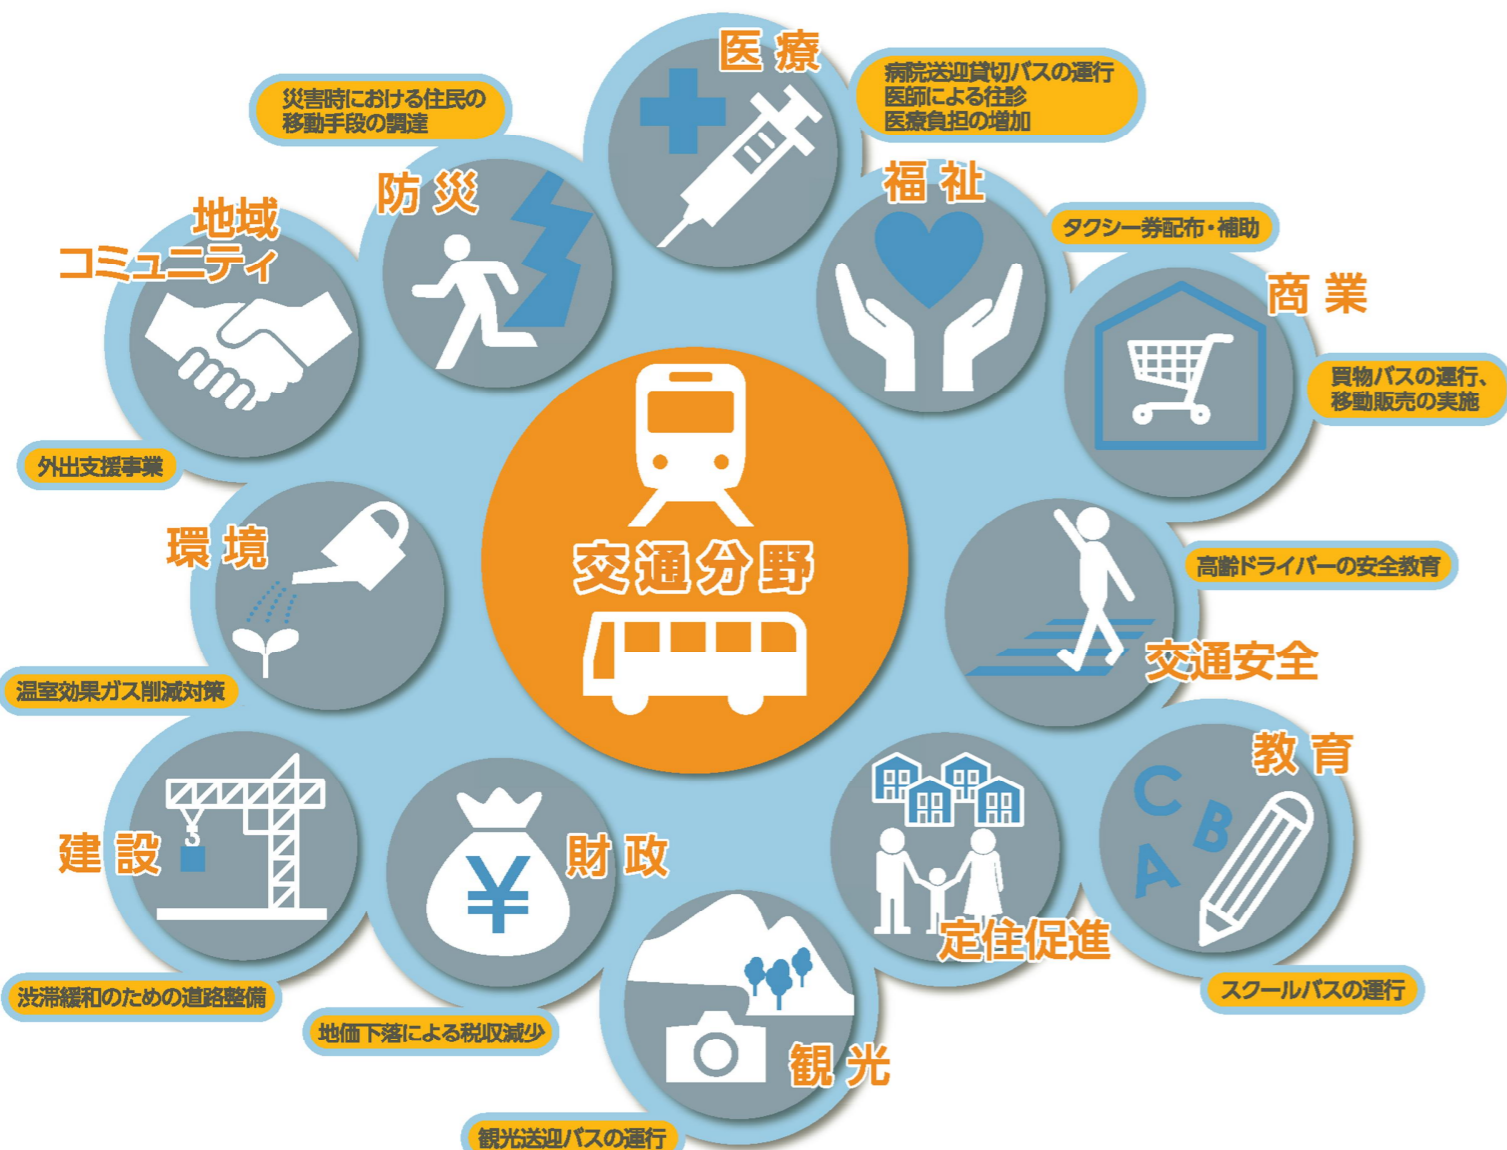 医療
病院送迎貸切バスの運行
医師による往診
医療負担の増加
災害時における住民の
移動手段の調達
防災
福祉
タクシー券配布・補助
地域
コミュニティ
外出支援事業
商業
買物バスの運行、
移動販売の実施
環境
温室効果ガス削減対策
交通分野
高齢ドライバーの安全教育
交通安全
教育
C
B
A
スクールバスの運行
建設
渋滞緩和のための道路整備
財政
¥
地価下落による税収減少
定住促進
観光
観光送迎バスの運行